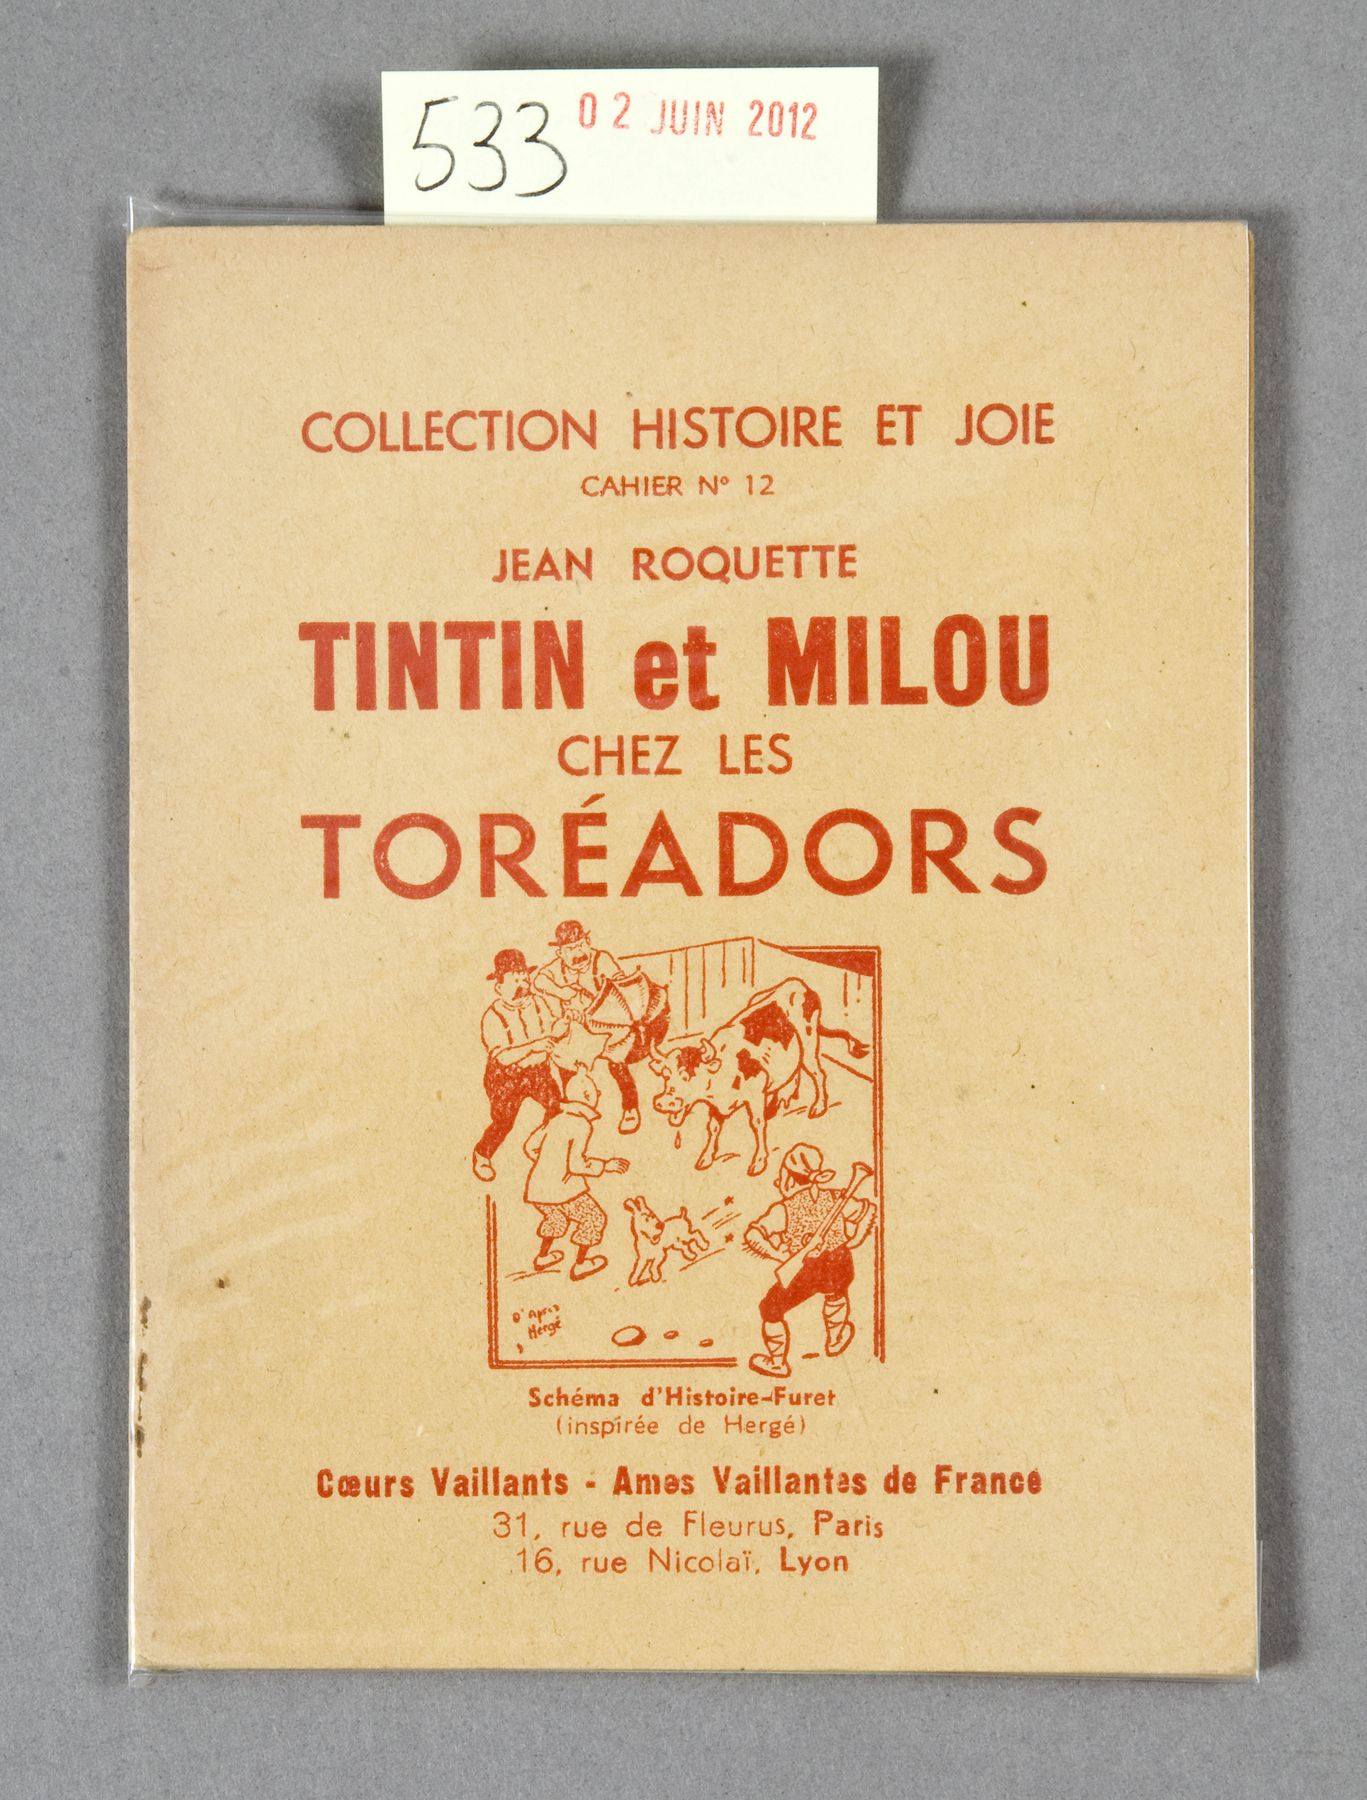 533 02 JUIN 2012
COLLECTION HISTOIRE ET JOIE
CAHIER N° 12
JEAN ROQUETTE
TINTIN et MILOU
CHEZ LES
TORÉADORS
D'Après
Hergé
Schéma d'Histoire-Furet
(inspirée de Hergé)
Cœurs Vaillants - Ames Vaillantes de France
31, rue de Fleurus, Paris
16, rue Nicolaï, Lyon